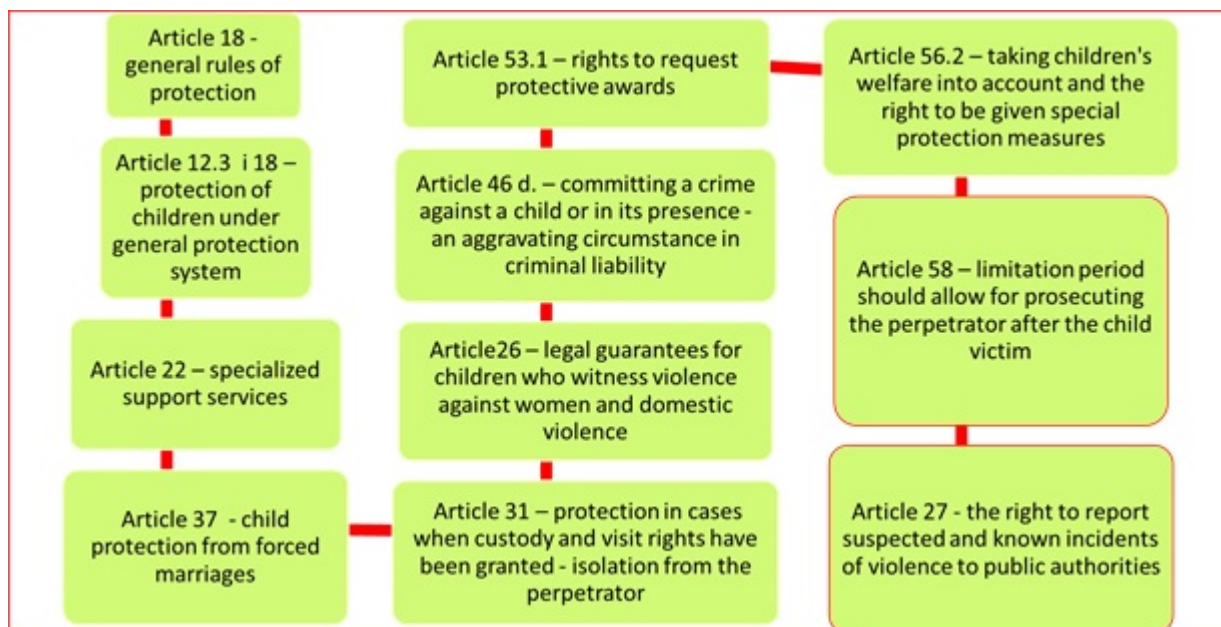 Article 18 -
general rules of
protection
Article 12.3 i 18 –
protection of
children under
general protection
system
Article 22 – specialized
support services
Article 37 - child
protection from forced
marriages
Article 31 – protection in cases
when custody and visit rights have
been granted - isolation from the
perpetrator
Article26 – legal guarantees for
children who witness violence
against women and domestic
violence
Article 46 d. – committing a crime
against a child or in its presence -
an aggravating circumstance in
criminal liability
Article 53.1 – rights to request
protective awards
Article 56.2 – taking children's
welfare into account and the
right to be given special
protection measures
Article 58 – limitation period
should allow for prosecuting
the perpetrator after the child
victim
Article 27 - the right to report
suspected and known incidents
of violence to public authorities